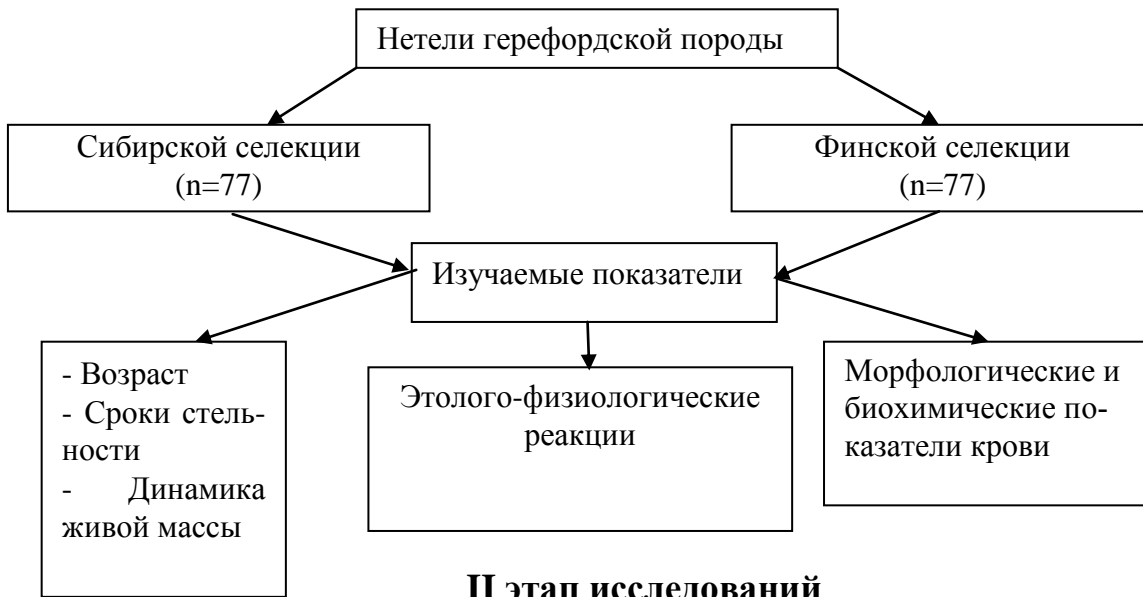 Нетели герефордской породы
Сибирской селекции
(n=77)
Финской селекции
(n=77)
Изучаемые показатели
- Возраст
- Сроки стель-
ности
- Динамика
живой массы
Этолого-физиологические
реакции
Морфологические и
биохимические по-
казатели крови
II этап исследований